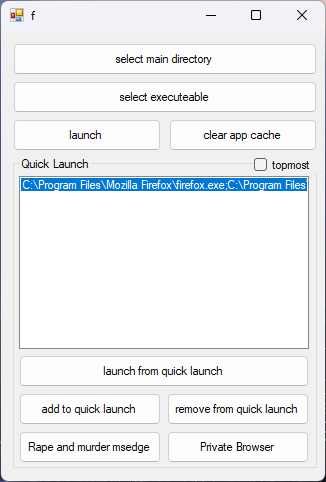 f
select main directory
select executeable
launch
clear app cache
Quick Launch
topmost
C:\Program Files\Mozilla Firefox\firefox.exe;C:\Program Files
launch from quick launch
add to quick launch
remove from quick launch
Rape and murder msedge
Private Browser